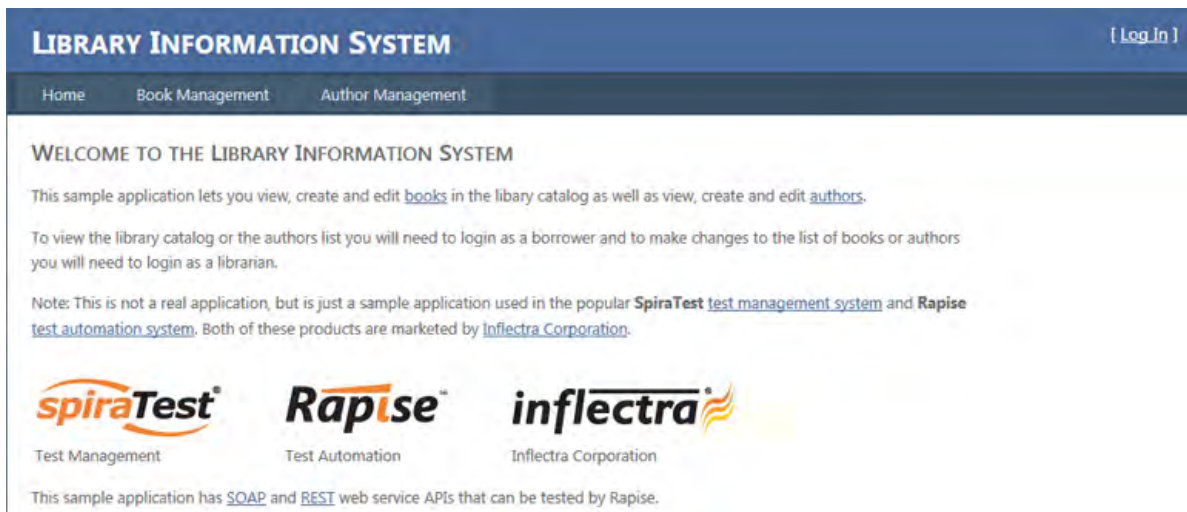 LIBRARY INFORMATION SYSTEM
[ Log In ]
Home Book Management Author Management
WELCOME TO THE LIBRARY INFORMATION SYSTEM
This sample application lets you view, create and edit books in the libary catalog as well as view, create and edit authors.
To view the library catalog or the authors list you will need to login as a borrower and to make changes to the list of books or authors
you will need to login as a librarian.
Note: This is not a real application, but is just a sample application used in the popular SpiraTest test management system and Rapise
test automation system. Both of these products are marketed by Inflectra Corporation.
spiraTest® Rapise™ inflectra®
Test Management Test Automation Inflectra Corporation
This sample application has SOAP and REST web service APIs that can be tested by Rapise.